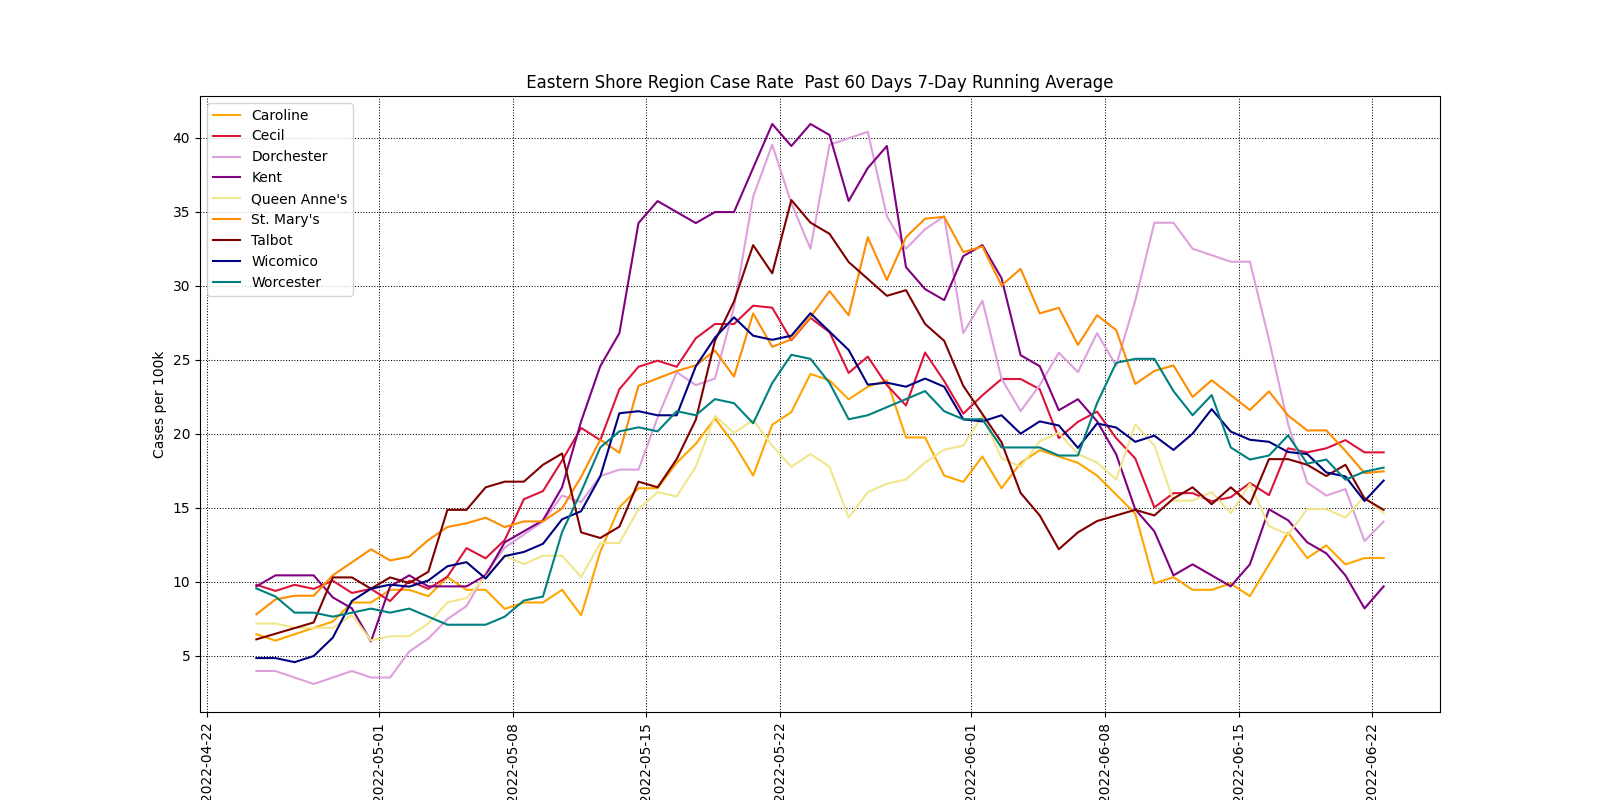 Eastern Shore Region Case Rate  Past 60 Days 7-Day Running Average
Caroline
Cecil
Dorchester
Kent
Queen Anne's
St. Mary's
Talbot
Wicomico
Worcester
Cases per 100k
40
35
30
25
20
15
10
5
2022-04-22
2022-05-01
2022-05-08
2022-05-15
2022-05-22
2022-06-01
2022-06-08
2022-06-15
2022-06-22